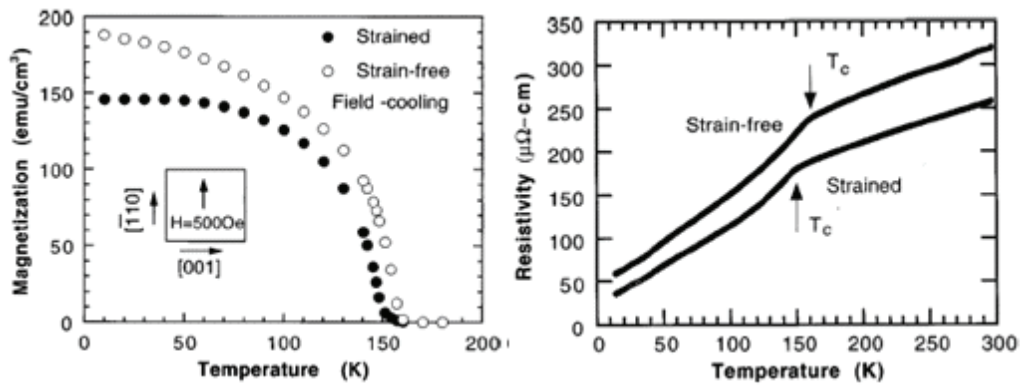 200
150
100
50
0
Magnetization (emu/cm³)
Strained
Strain-free
Field -cooling
[1̄10]
H=500Oe
[001]
0 50 100 150 200
Temperature (K)
350
300
250
200
150
100
50
0
Resistivity (μΩ-cm)
Tc
Strain-free
Strained
Tc
0 50 100 150 200 250 300
Temperature (K)